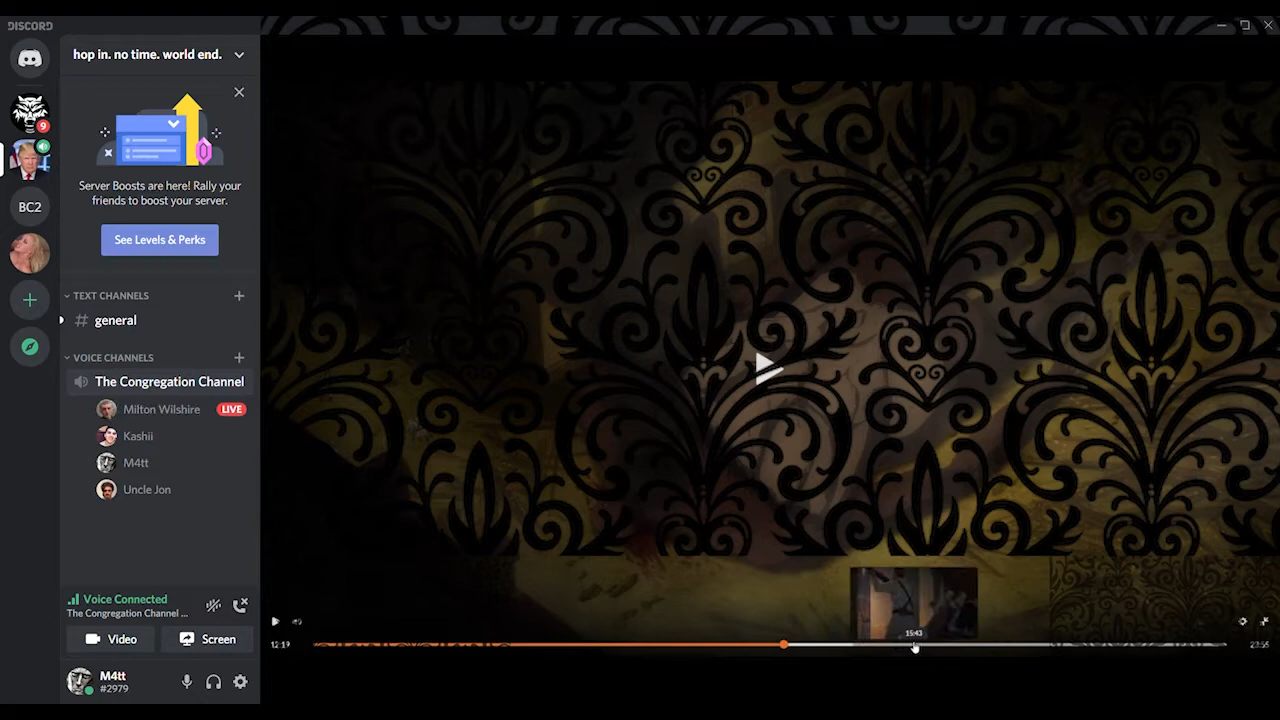 DISCORD
hop in. no time. world end.
9
BC2
Server Boosts are here! Rally your
friends to boost your server.
See Levels & Perks
TEXT CHANNELS
# general
VOICE CHANNELS
The Congregation Channel
Milton Wilshire LIVE
Kashii
M4tt
Uncle Jon
Voice Connected
The Congregation Channel ...
Video
Screen
M4tt
#2979
15:43
12:19